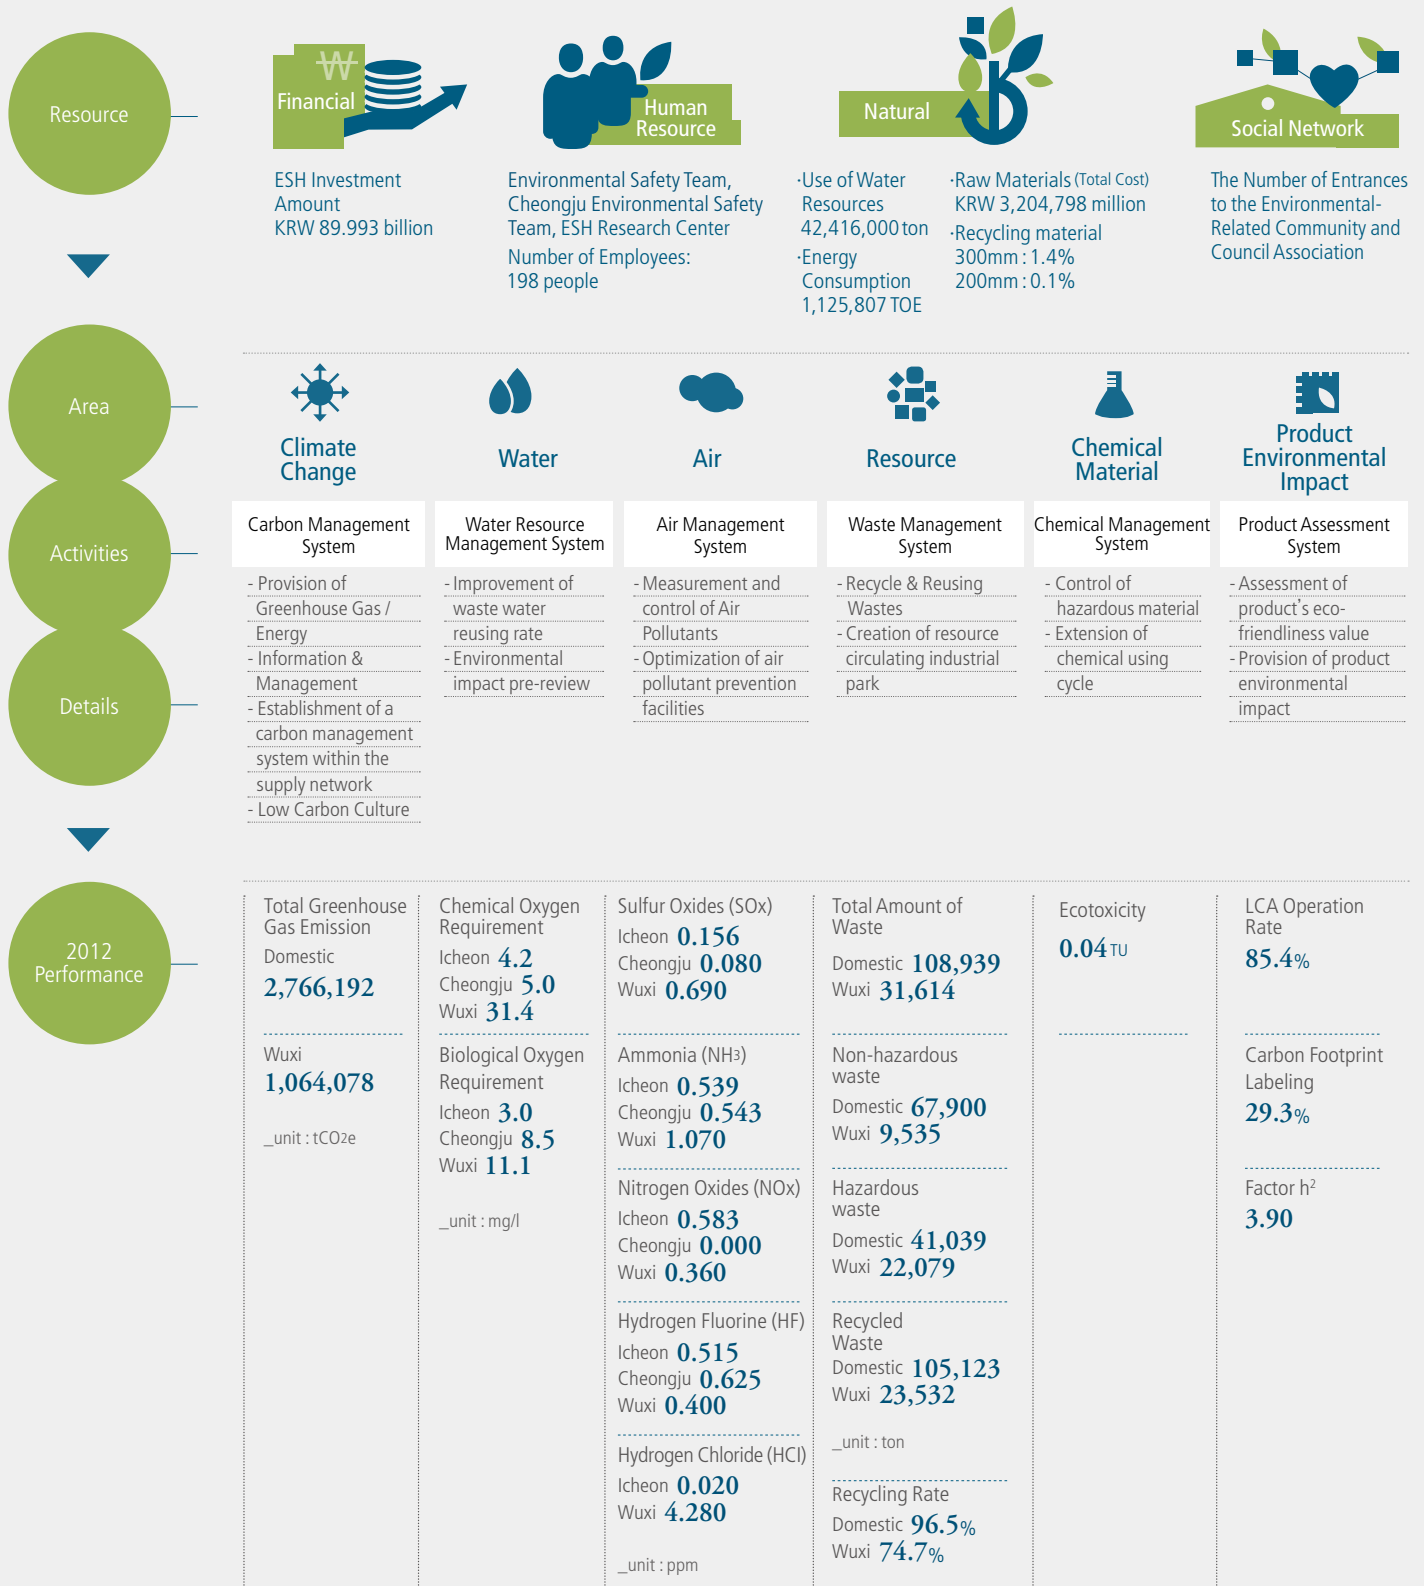 Resource
₩
Financial
Human
Resource
Natural
Social Network
ESH Investment
Amount
KRW 89.993 billion
Environmental Safety Team,
Cheongju Environmental Safety
Team, ESH Research Center
Number of Employees:
198 people
·Use of Water
Resources
42,416,000 ton
·Energy
Consumption
1,125,807 TOE
·Raw Materials (Total Cost)
KRW 3,204,798 million
·Recycling material
300mm : 1.4%
200mm : 0.1%
The Number of Entrances
to the Environmental-
Related Community and
Council Association
Area
Climate
Change
Water
Air
Resource
Chemical
Material
Product
Environmental
Impact
Activities
Carbon Management
System
Water Resource
Management System
Air Management
System
Waste Management
System
Chemical Management
System
Product Assessment
System
Details
- Provision of
Greenhouse Gas /
Energy
- Information &
Management
- Establishment of a
carbon management
system within the
supply network
- Low Carbon Culture
- Improvement of
waste water
reusing rate
- Environmental
impact pre-review
- Measurement and
control of Air
Pollutants
- Optimization of air
pollutant prevention
facilities
- Recycle & Reusing
Wastes
- Creation of resource
circulating industrial
park
- Control of
hazardous material
- Extension of
chemical using
cycle
- Assessment of
product's eco-
friendliness value
- Provision of product
environmental
impact
2012
Performance
Total Greenhouse
Gas Emission
Domestic
2,766,192
Wuxi
1,064,078
_unit : tCO2e
Chemical Oxygen
Requirement
Icheon 4.2
Cheongju 5.0
Wuxi 31.4
Biological Oxygen
Requirement
Icheon 3.0
Cheongju 8.5
Wuxi 11.1
_unit : mg/l
Sulfur Oxides (SOx)
Icheon 0.156
Cheongju 0.080
Wuxi 0.690
Ammonia (NH3)
Icheon 0.539
Cheongju 0.543
Wuxi 1.070
Nitrogen Oxides (NOx)
Icheon 0.583
Cheongju 0.000
Wuxi 0.360
Hydrogen Fluorine (HF)
Icheon 0.515
Cheongju 0.625
Wuxi 0.400
Hydrogen Chloride (HCI)
Icheon 0.020
Wuxi 4.280
_unit : ppm
Total Amount of
Waste
Domestic 108,939
Wuxi 31,614
Non-hazardous
waste
Domestic 67,900
Wuxi 9,535
Hazardous
waste
Domestic 41,039
Wuxi 22,079
Recycled
Waste
Domestic 105,123
Wuxi 23,532
_unit : ton
Recycling Rate
Domestic 96.5%
Wuxi 74.7%
Ecotoxicity
0.04 TU
LCA Operation
Rate
85.4%
Carbon Footprint
Labeling
29.3%
Factor h²
3.90